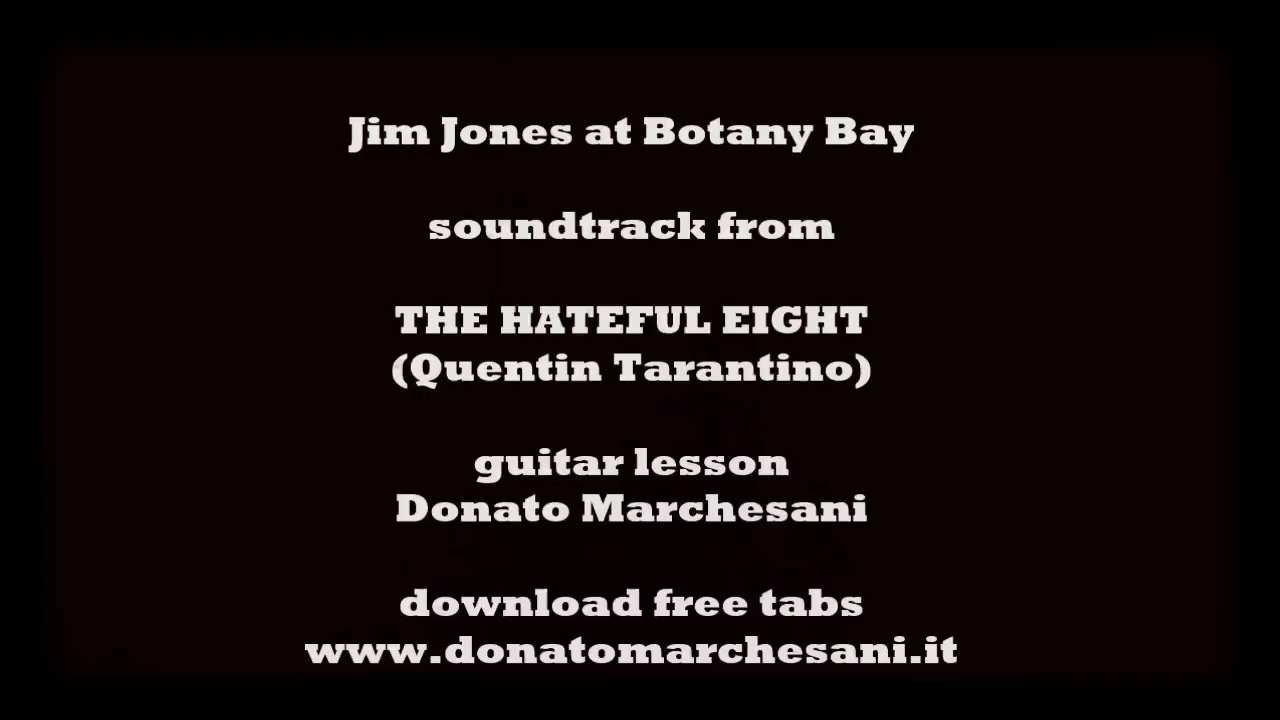 Jim Jones at Botany Bay
soundtrack from
THE HATEFUL EIGHT
(Quentin Tarantino)
guitar lesson
Donato Marchesani
download free tabs
www.donatomarchesani.it